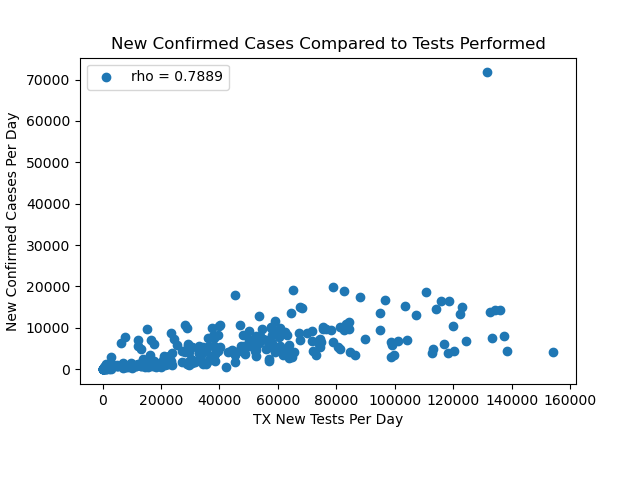 New Confirmed Cases Compared to Tests Performed
rho = 0.7889
New Confirmed Caeses Per Day
70000
60000
50000
40000
30000
20000
10000
0
0 20000 40000 60000 80000 100000 120000 140000 160000
TX New Tests Per Day